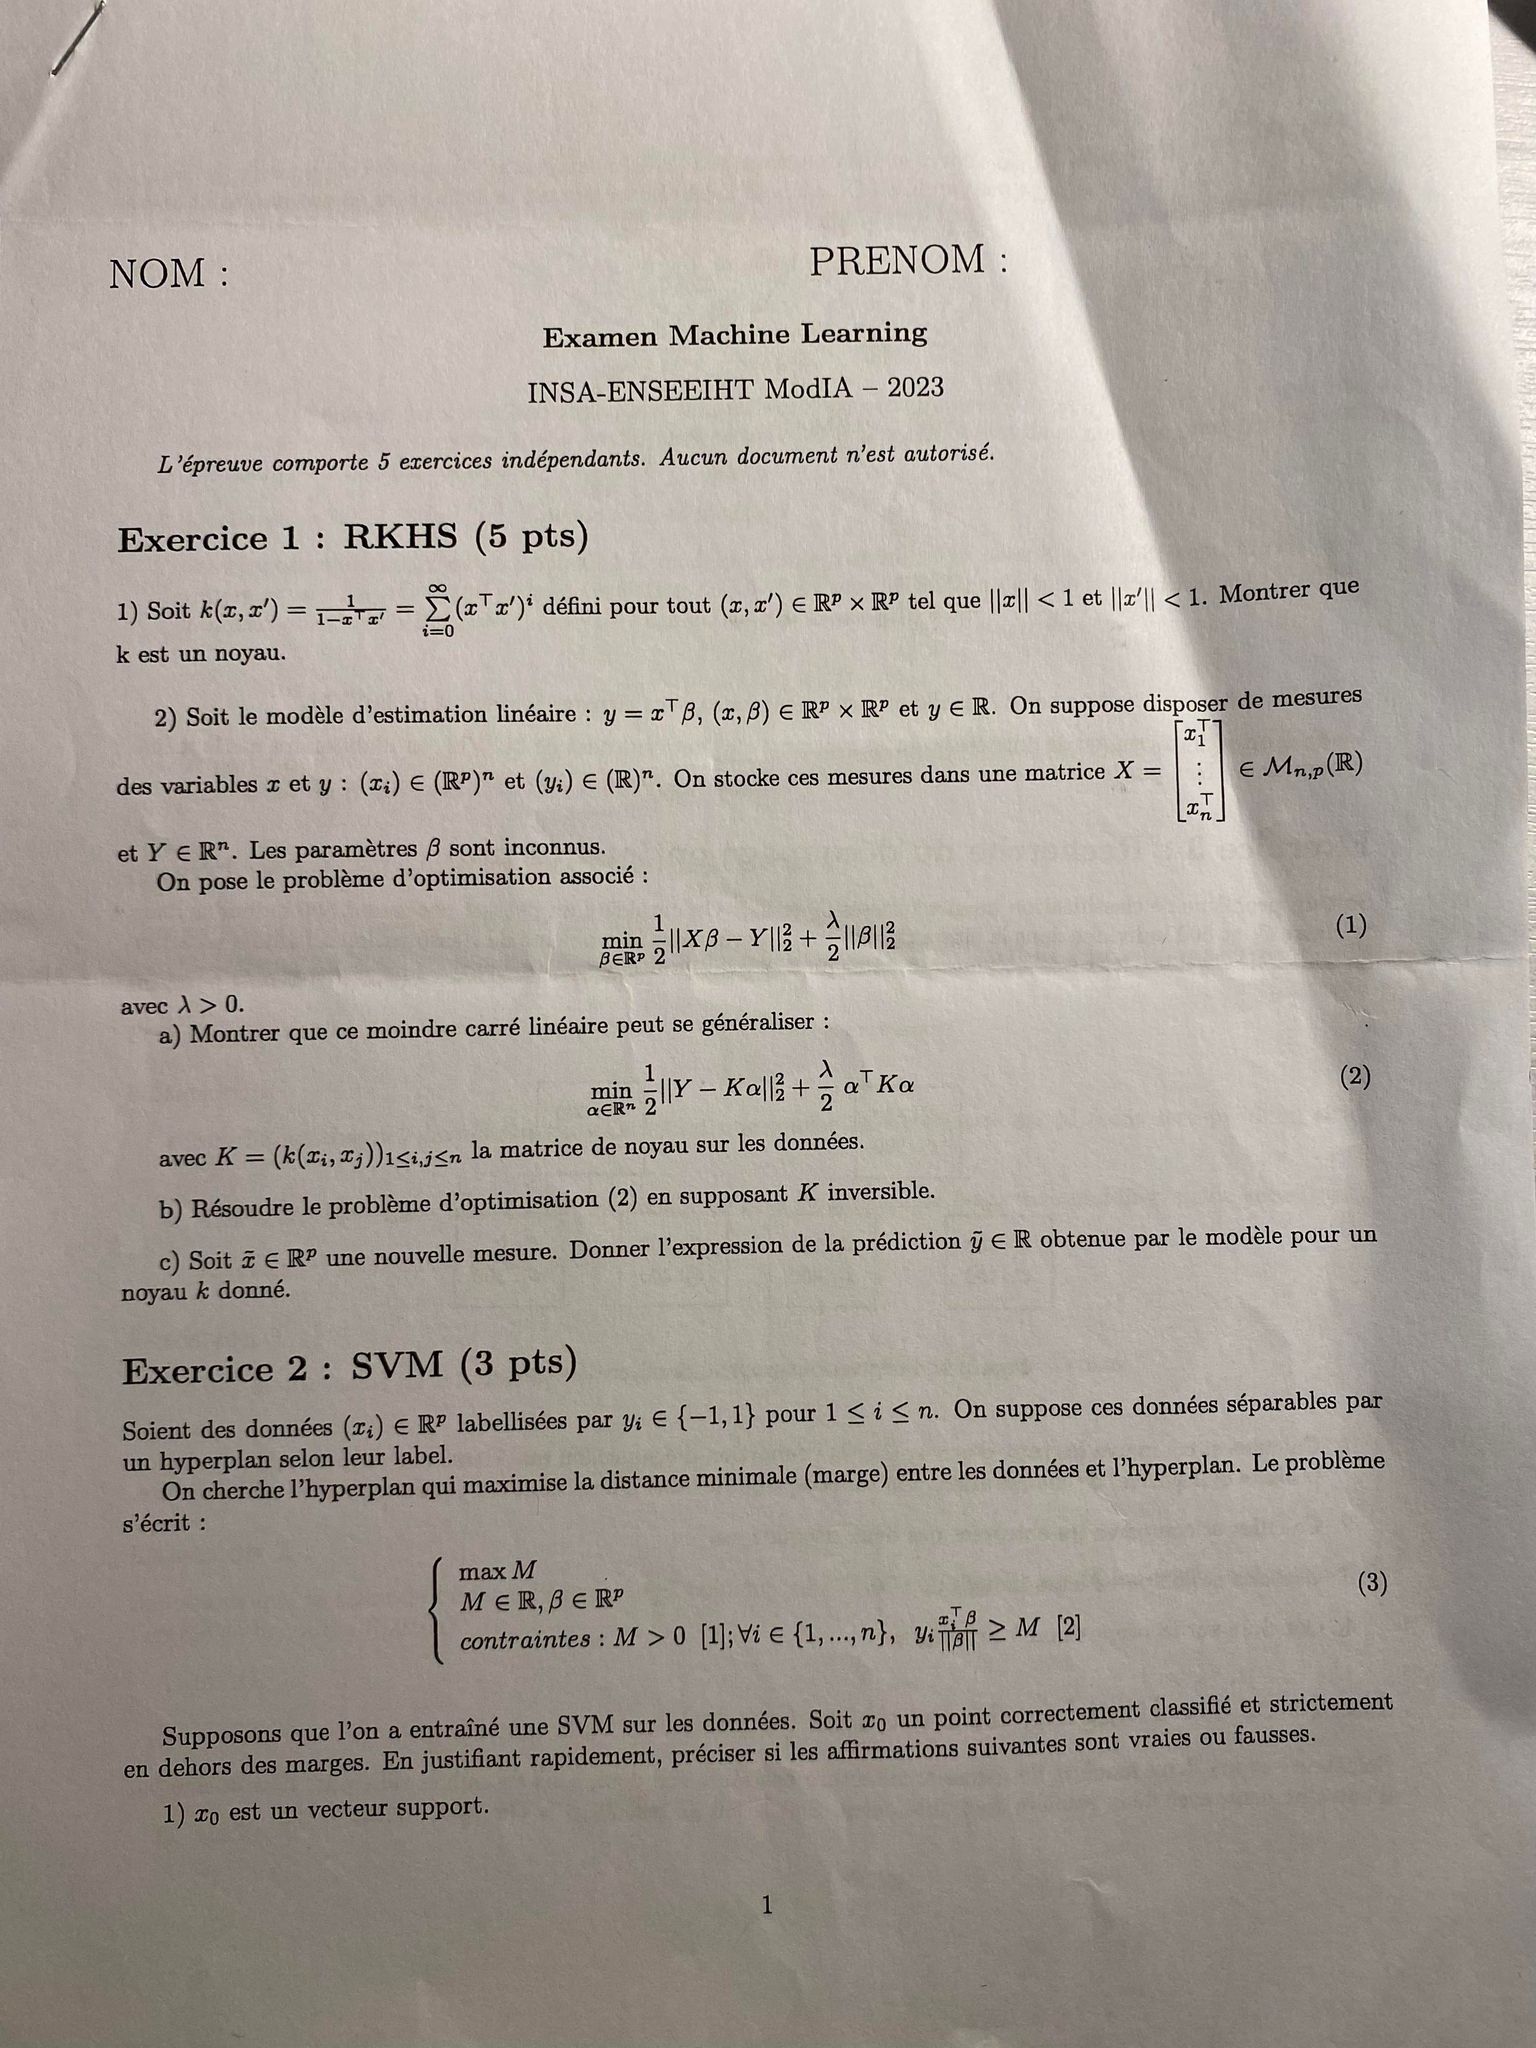 NOM :
PRENOM :
Examen Machine Learning
INSA-ENSEEIHT ModIA – 2023
L'épreuve comporte 5 exercices indépendants. Aucun document n'est autorisé.
Exercice 1 : RKHS (5 pts)
1) Soit $k(x, x') = \frac{1}{1-x^\top x'} = \sum_{i=0}^{\infty} (x^\top x')^i$ défini pour tout $(x, x') \in \mathbb{R}^p \times \mathbb{R}^p$ tel que $||x|| < 1$ et $||x'|| < 1$. Montrer que
k est un noyau.
2) Soit le modèle d'estimation linéaire : $y = x^\top \beta$, $(x, \beta) \in \mathbb{R}^p \times \mathbb{R}^p$ et $y \in \mathbb{R}$. On suppose disposer de mesures
des variables $x$ et $y$ : $(x_i) \in (\mathbb{R}^p)^n$ et $(y_i) \in (\mathbb{R})^n$. On stocke ces mesures dans une matrice $X = \begin{bmatrix} x_1^\top \\ \vdots \\ x_n^\top \end{bmatrix} \in \mathcal{M}_{n,p}(\mathbb{R})$
et $Y \in \mathbb{R}^n$. Les paramètres $\beta$ sont inconnus.
On pose le problème d'optimisation associé :
$\min_{\beta \in \mathbb{R}^p} \frac{1}{2} ||X\beta - Y||_2^2 + \frac{\lambda}{2} ||\beta||_2^2$ (1)
avec $\lambda > 0$.
a) Montrer que ce moindre carré linéaire peut se généraliser :
$\min_{\alpha \in \mathbb{R}^n} \frac{1}{2} ||Y - K\alpha||_2^2 + \frac{\lambda}{2} \alpha^\top K \alpha$ (2)
avec $K = (k(x_i, x_j))_{1 \leq i,j \leq n}$ la matrice de noyau sur les données.
b) Résoudre le problème d'optimisation (2) en supposant $K$ inversible.
c) Soit $\tilde{x} \in \mathbb{R}^p$ une nouvelle mesure. Donner l'expression de la prédiction $\tilde{y} \in \mathbb{R}$ obtenue par le modèle pour un
noyau $k$ donné.
Exercice 2 : SVM (3 pts)
Soient des données $(x_i) \in \mathbb{R}^p$ labellisées par $y_i \in \{-1, 1\}$ pour $1 \leq i \leq n$. On suppose ces données séparables par
un hyperplan selon leur label.
On cherche l'hyperplan qui maximise la distance minimale (marge) entre les données et l'hyperplan. Le problème
s'écrit :
max $M$
$M \in \mathbb{R}, \beta \in \mathbb{R}^p$ (3)
contraintes : $M > 0$ [1]; $\forall i \in \{1, ..., n\}$, $y_i \frac{x_i^\top \beta}{||\beta||} \geq M$ [2]
Supposons que l'on a entraîné une SVM sur les données. Soit $x_0$ un point correctement classifié et strictement
en dehors des marges. En justifiant rapidement, préciser si les affirmations suivantes sont vraies ou fausses.
1) $x_0$ est un vecteur support.
1